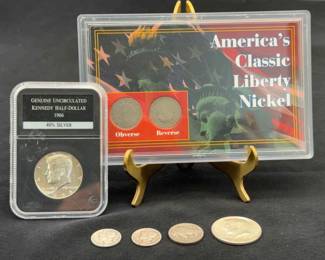 America's
Classic
Liberty
Nickel
Obverse
Reverse
GENUINE UNCIRCULATED
KENNEDY HALF-DOLLAR
1966
40% SILVER